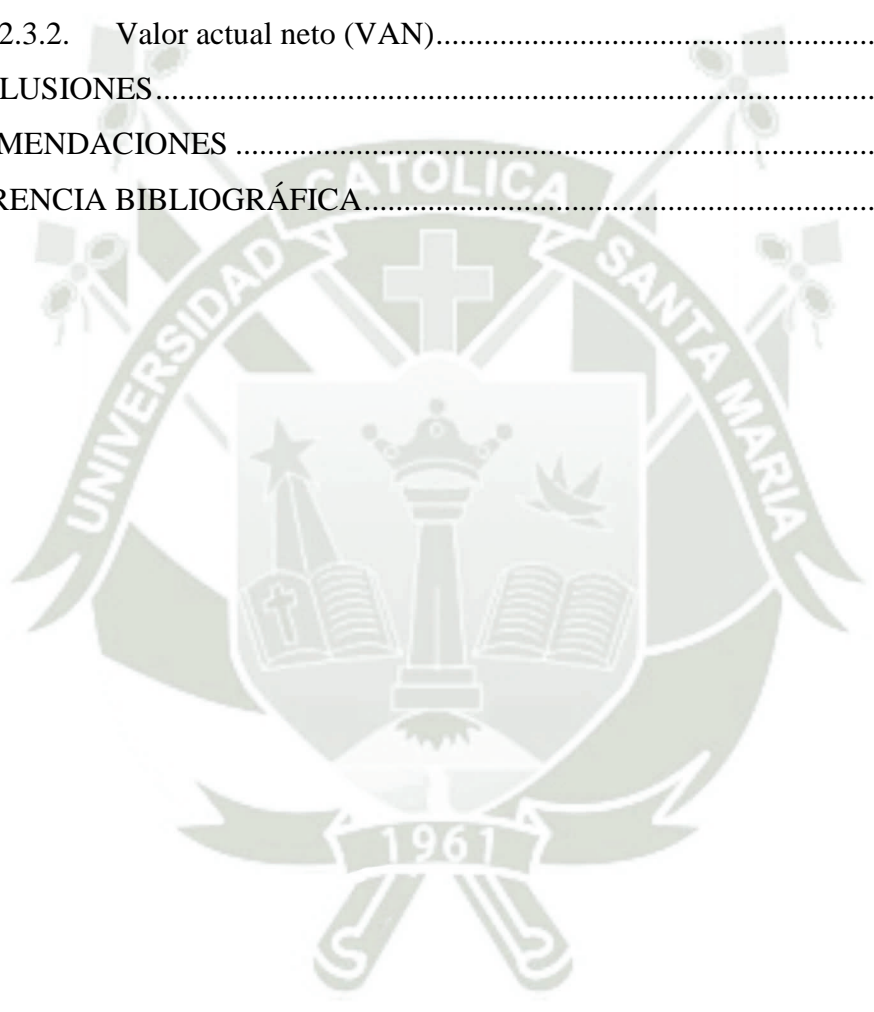 2.3.2. Valor actual neto (VAN)
LUSIONES
MENDACIONES
RENCIA BIBLIOGRÁFICA
UNIVERSIDAD CATOLICA SANTA MARIA
1961